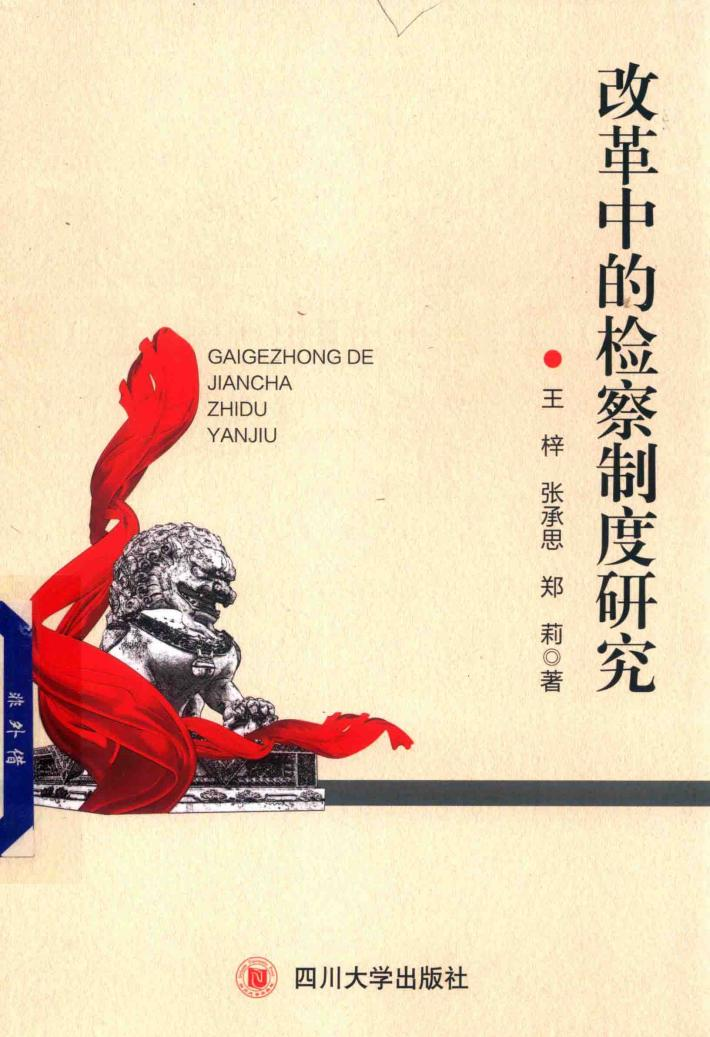 改革中的检察制度研究
GAIGEZHONG DE
JIANCHA
ZHIDU
YANJIU
●王 梓 张承思 郑 莉◎著
非外借
四川大学出版社